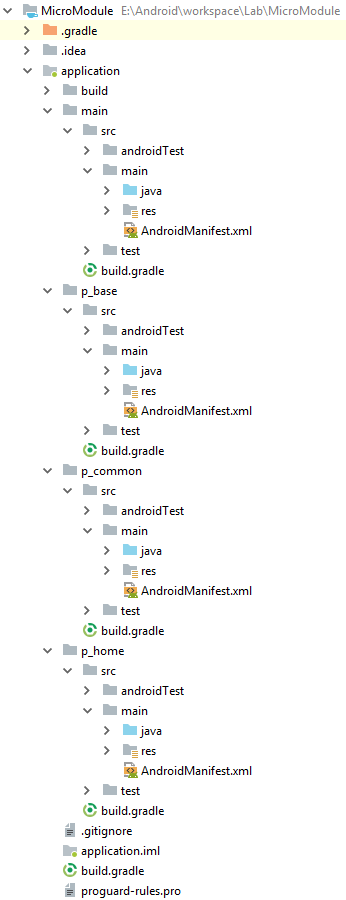 MicroModule E:\Android\workspace\Lab\MicroModule
.gradle
.idea
application
build
main
src
androidTest
main
java
res
AndroidManifest.xml
test
build.gradle
p_base
src
androidTest
main
java
res
AndroidManifest.xml
test
build.gradle
p_common
src
androidTest
main
java
res
AndroidManifest.xml
test
build.gradle
p_home
src
androidTest
main
java
res
AndroidManifest.xml
test
build.gradle
.gitignore
application.iml
build.gradle
proguard-rules.pro